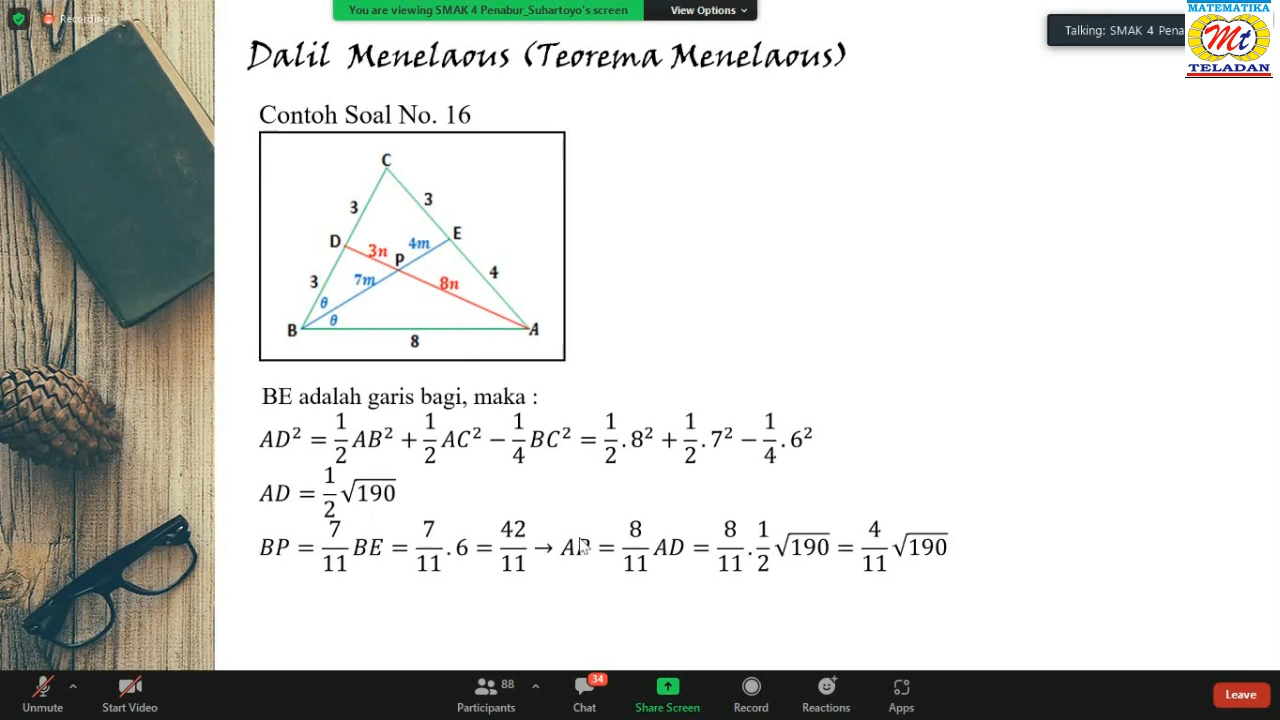 You are viewing SMAK 4 Penabur_Suhartoyo's screen View Options
Recording
Talking: SMAK 4 Pena
MATEMATIKA
Mt
TELADAN
Dalil Menelaous (Teorema Menelaous)
Contoh Soal No. 16
C
3 3
D E
3n P 4m
3 7m 8n 4
θ
θ
B A
8
BE adalah garis bagi, maka :
AD² = 1/2 AB² + 1/2 AC² − 1/4 BC² = 1/2 . 8² + 1/2 . 7² − 1/4 . 6²
AD = 1/2 √190
BP = 7/11 BE = 7/11 . 6 = 42/11 → AP = 8/11 AD = 8/11 . 1/2 √190 = 4/11 √190
88 34
Unmute Start Video Participants Chat Share Screen Record Reactions Apps Leave